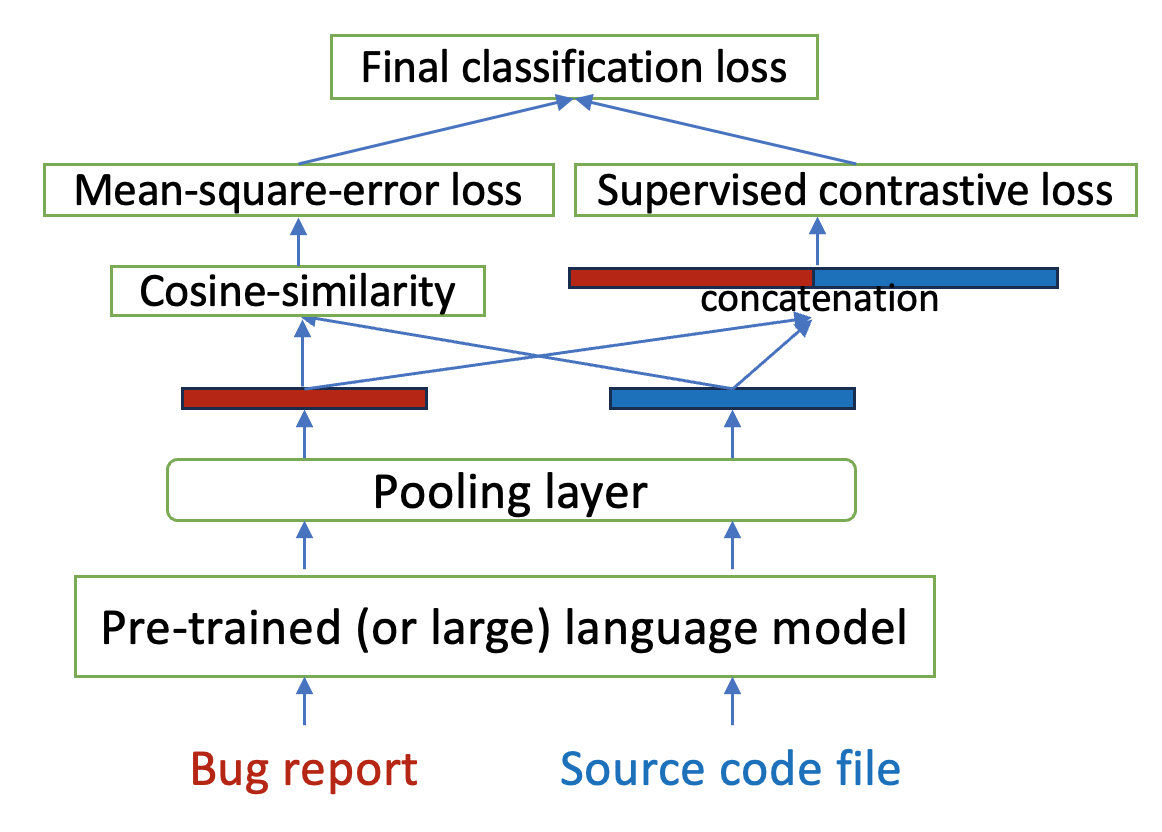 Final classification loss
Mean-square-error loss
Supervised contrastive loss
Cosine-similarity
concatenation
Pooling layer
Pre-trained (or large) language model
Bug report
Source code file